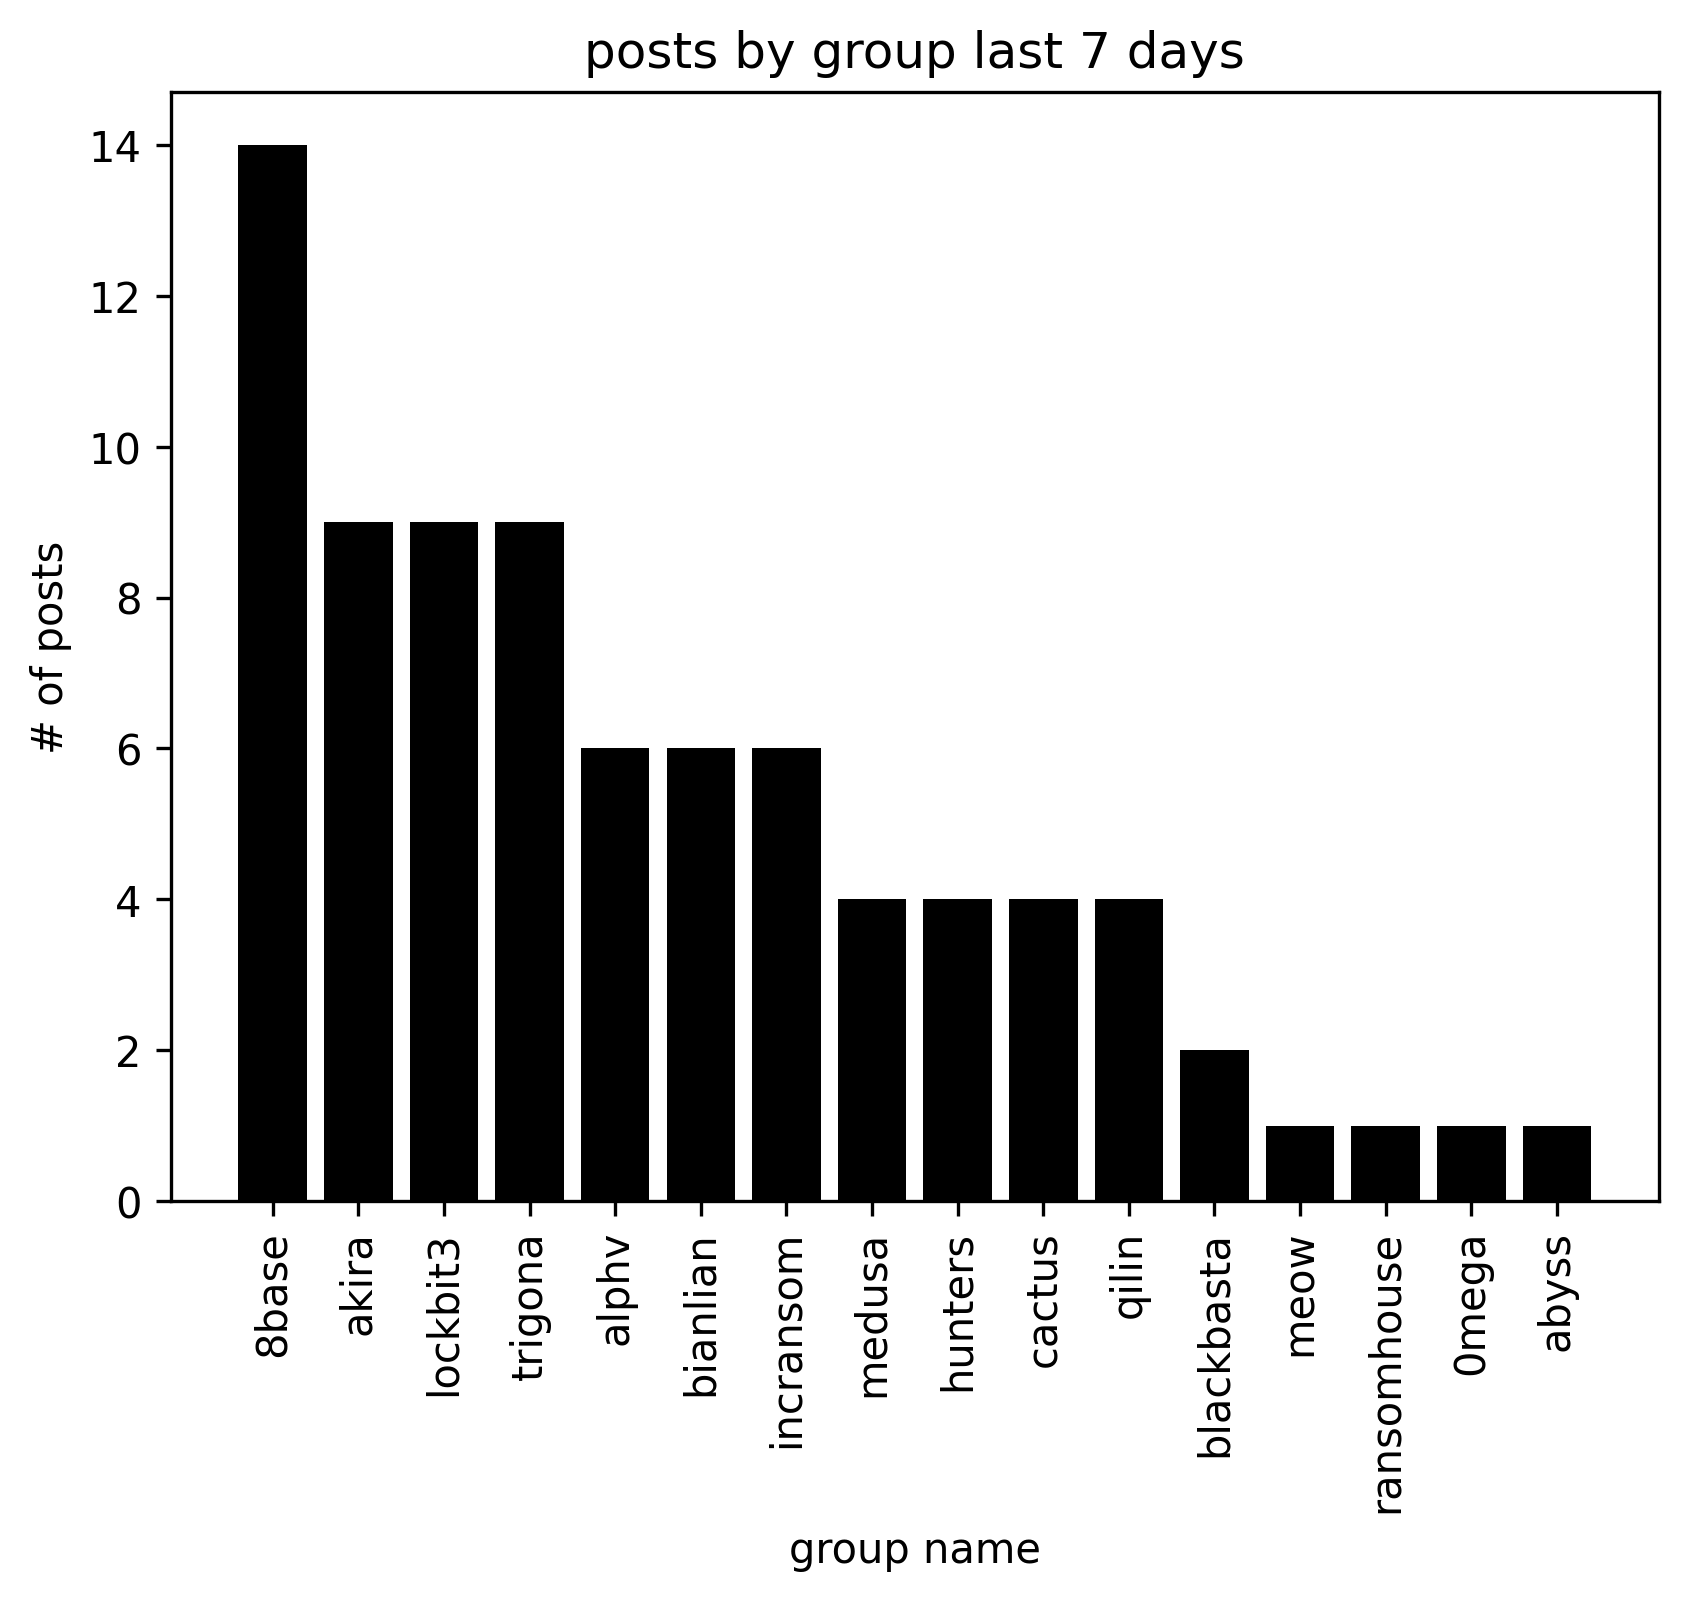 posts by group last 7 days
# of posts
14
12
10
8
6
4
2
0
8base
akira
lockbit3
trigona
alphv
bianlian
incransom
medusa
hunters
cactus
qilin
blackbasta
meow
ransomhouse
0mega
abyss
group name